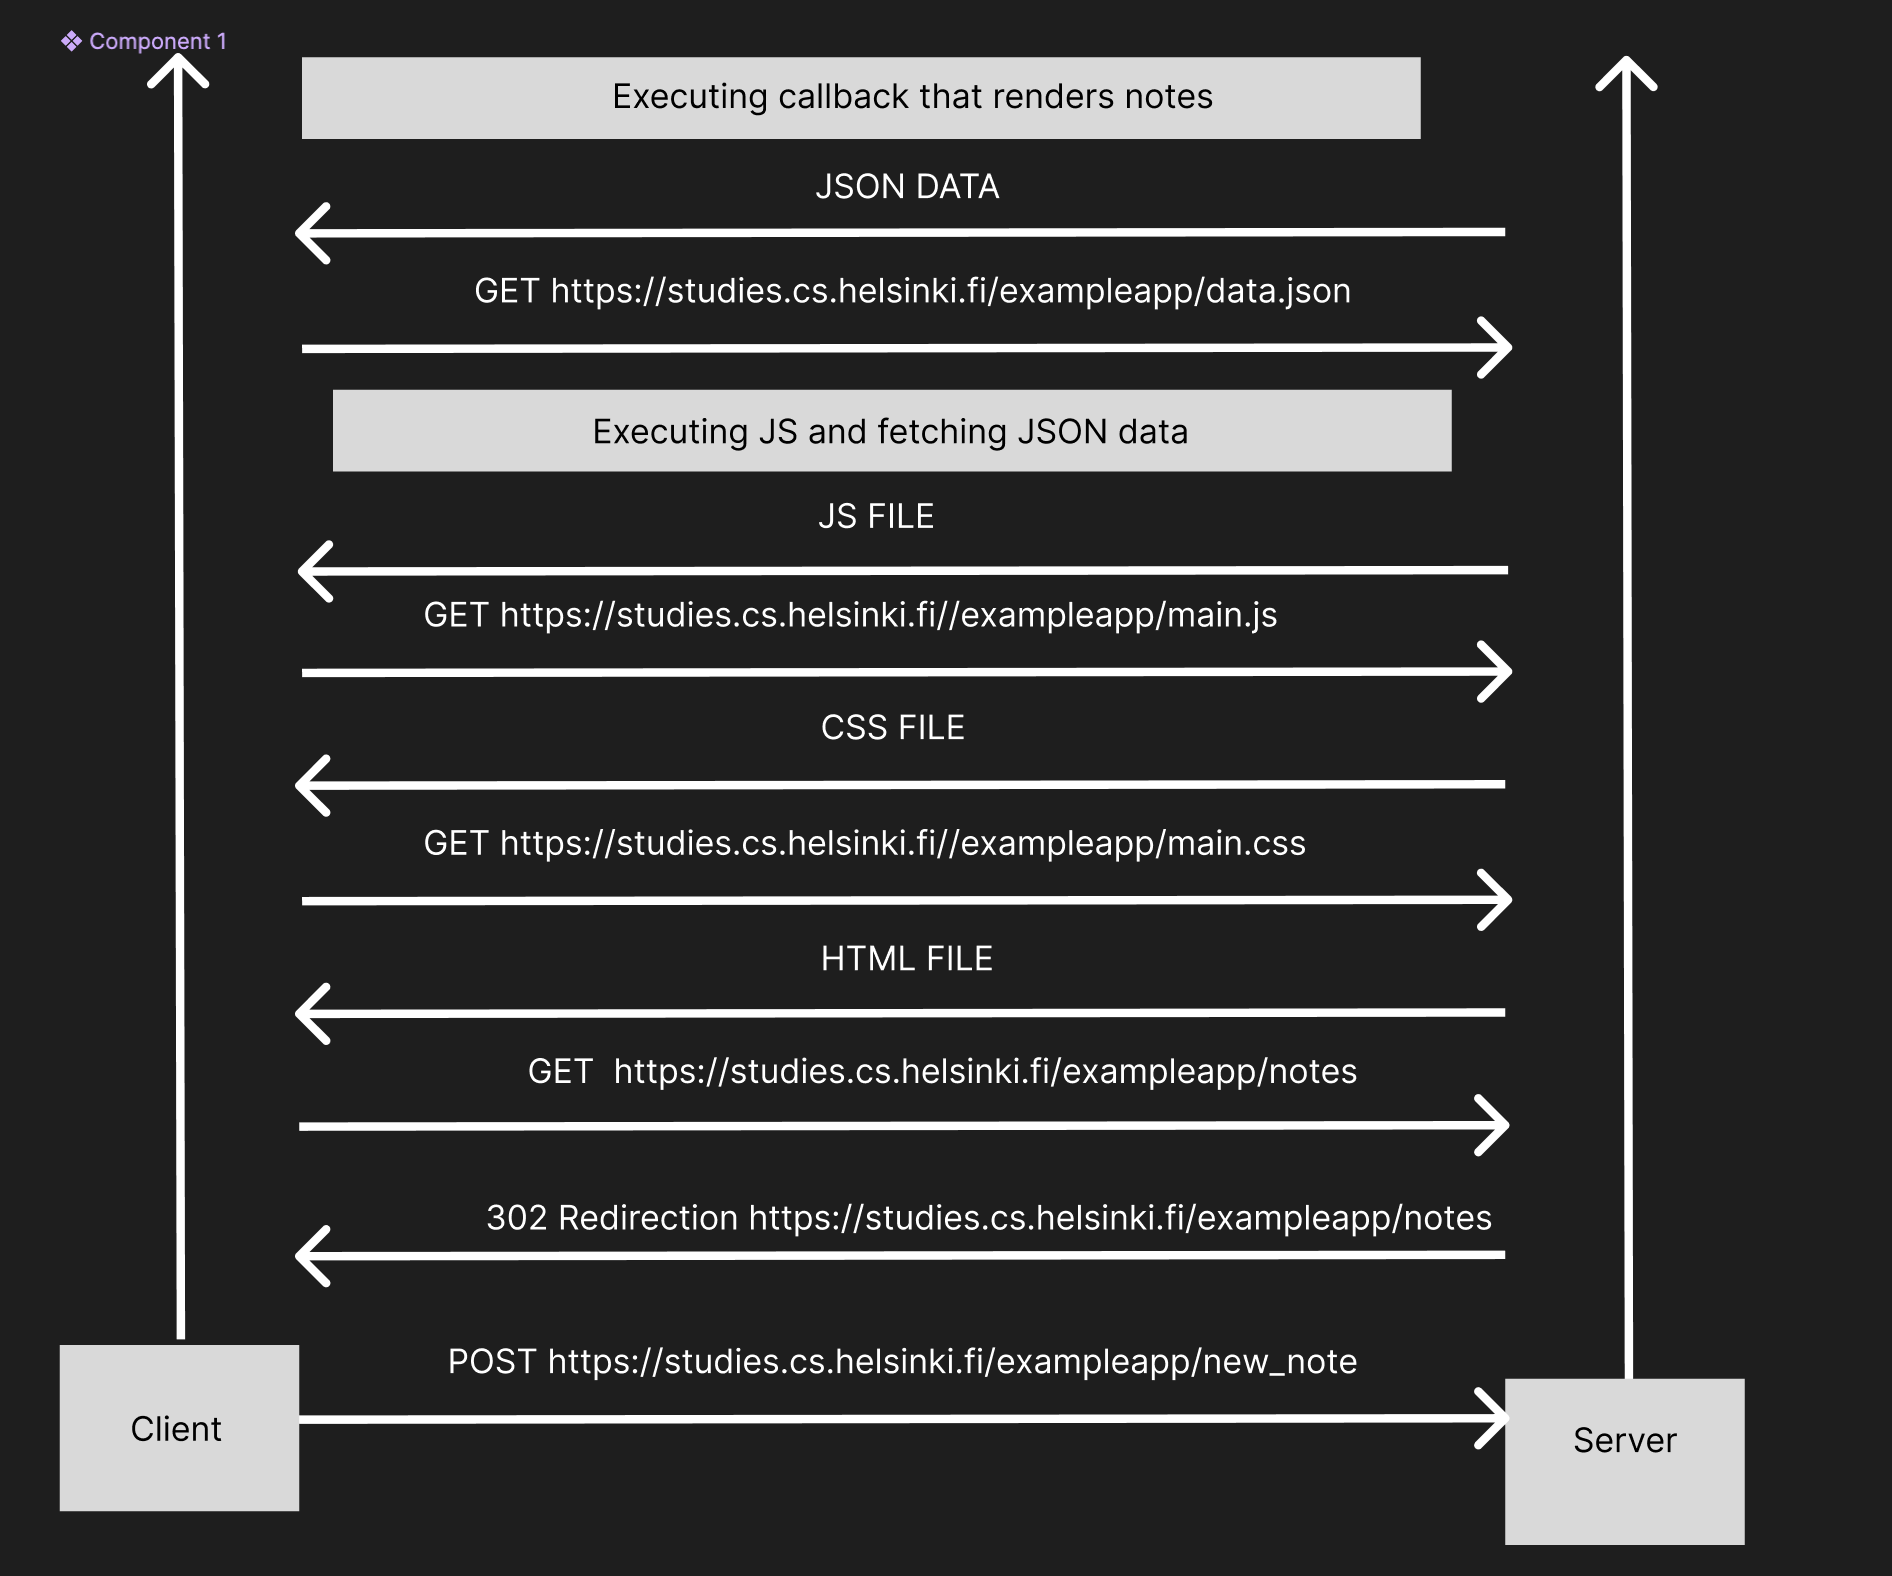 Component 1
Executing callback that renders notes
JSON DATA
GET https://studies.cs.helsinki.fi/exampleapp/data.json
Executing JS and fetching JSON data
JS FILE
GET https://studies.cs.helsinki.fi//exampleapp/main.js
CSS FILE
GET https://studies.cs.helsinki.fi//exampleapp/main.css
HTML FILE
GET  https://studies.cs.helsinki.fi/exampleapp/notes
302 Redirection https://studies.cs.helsinki.fi/exampleapp/notes
POST https://studies.cs.helsinki.fi/exampleapp/new_note
Client
Server